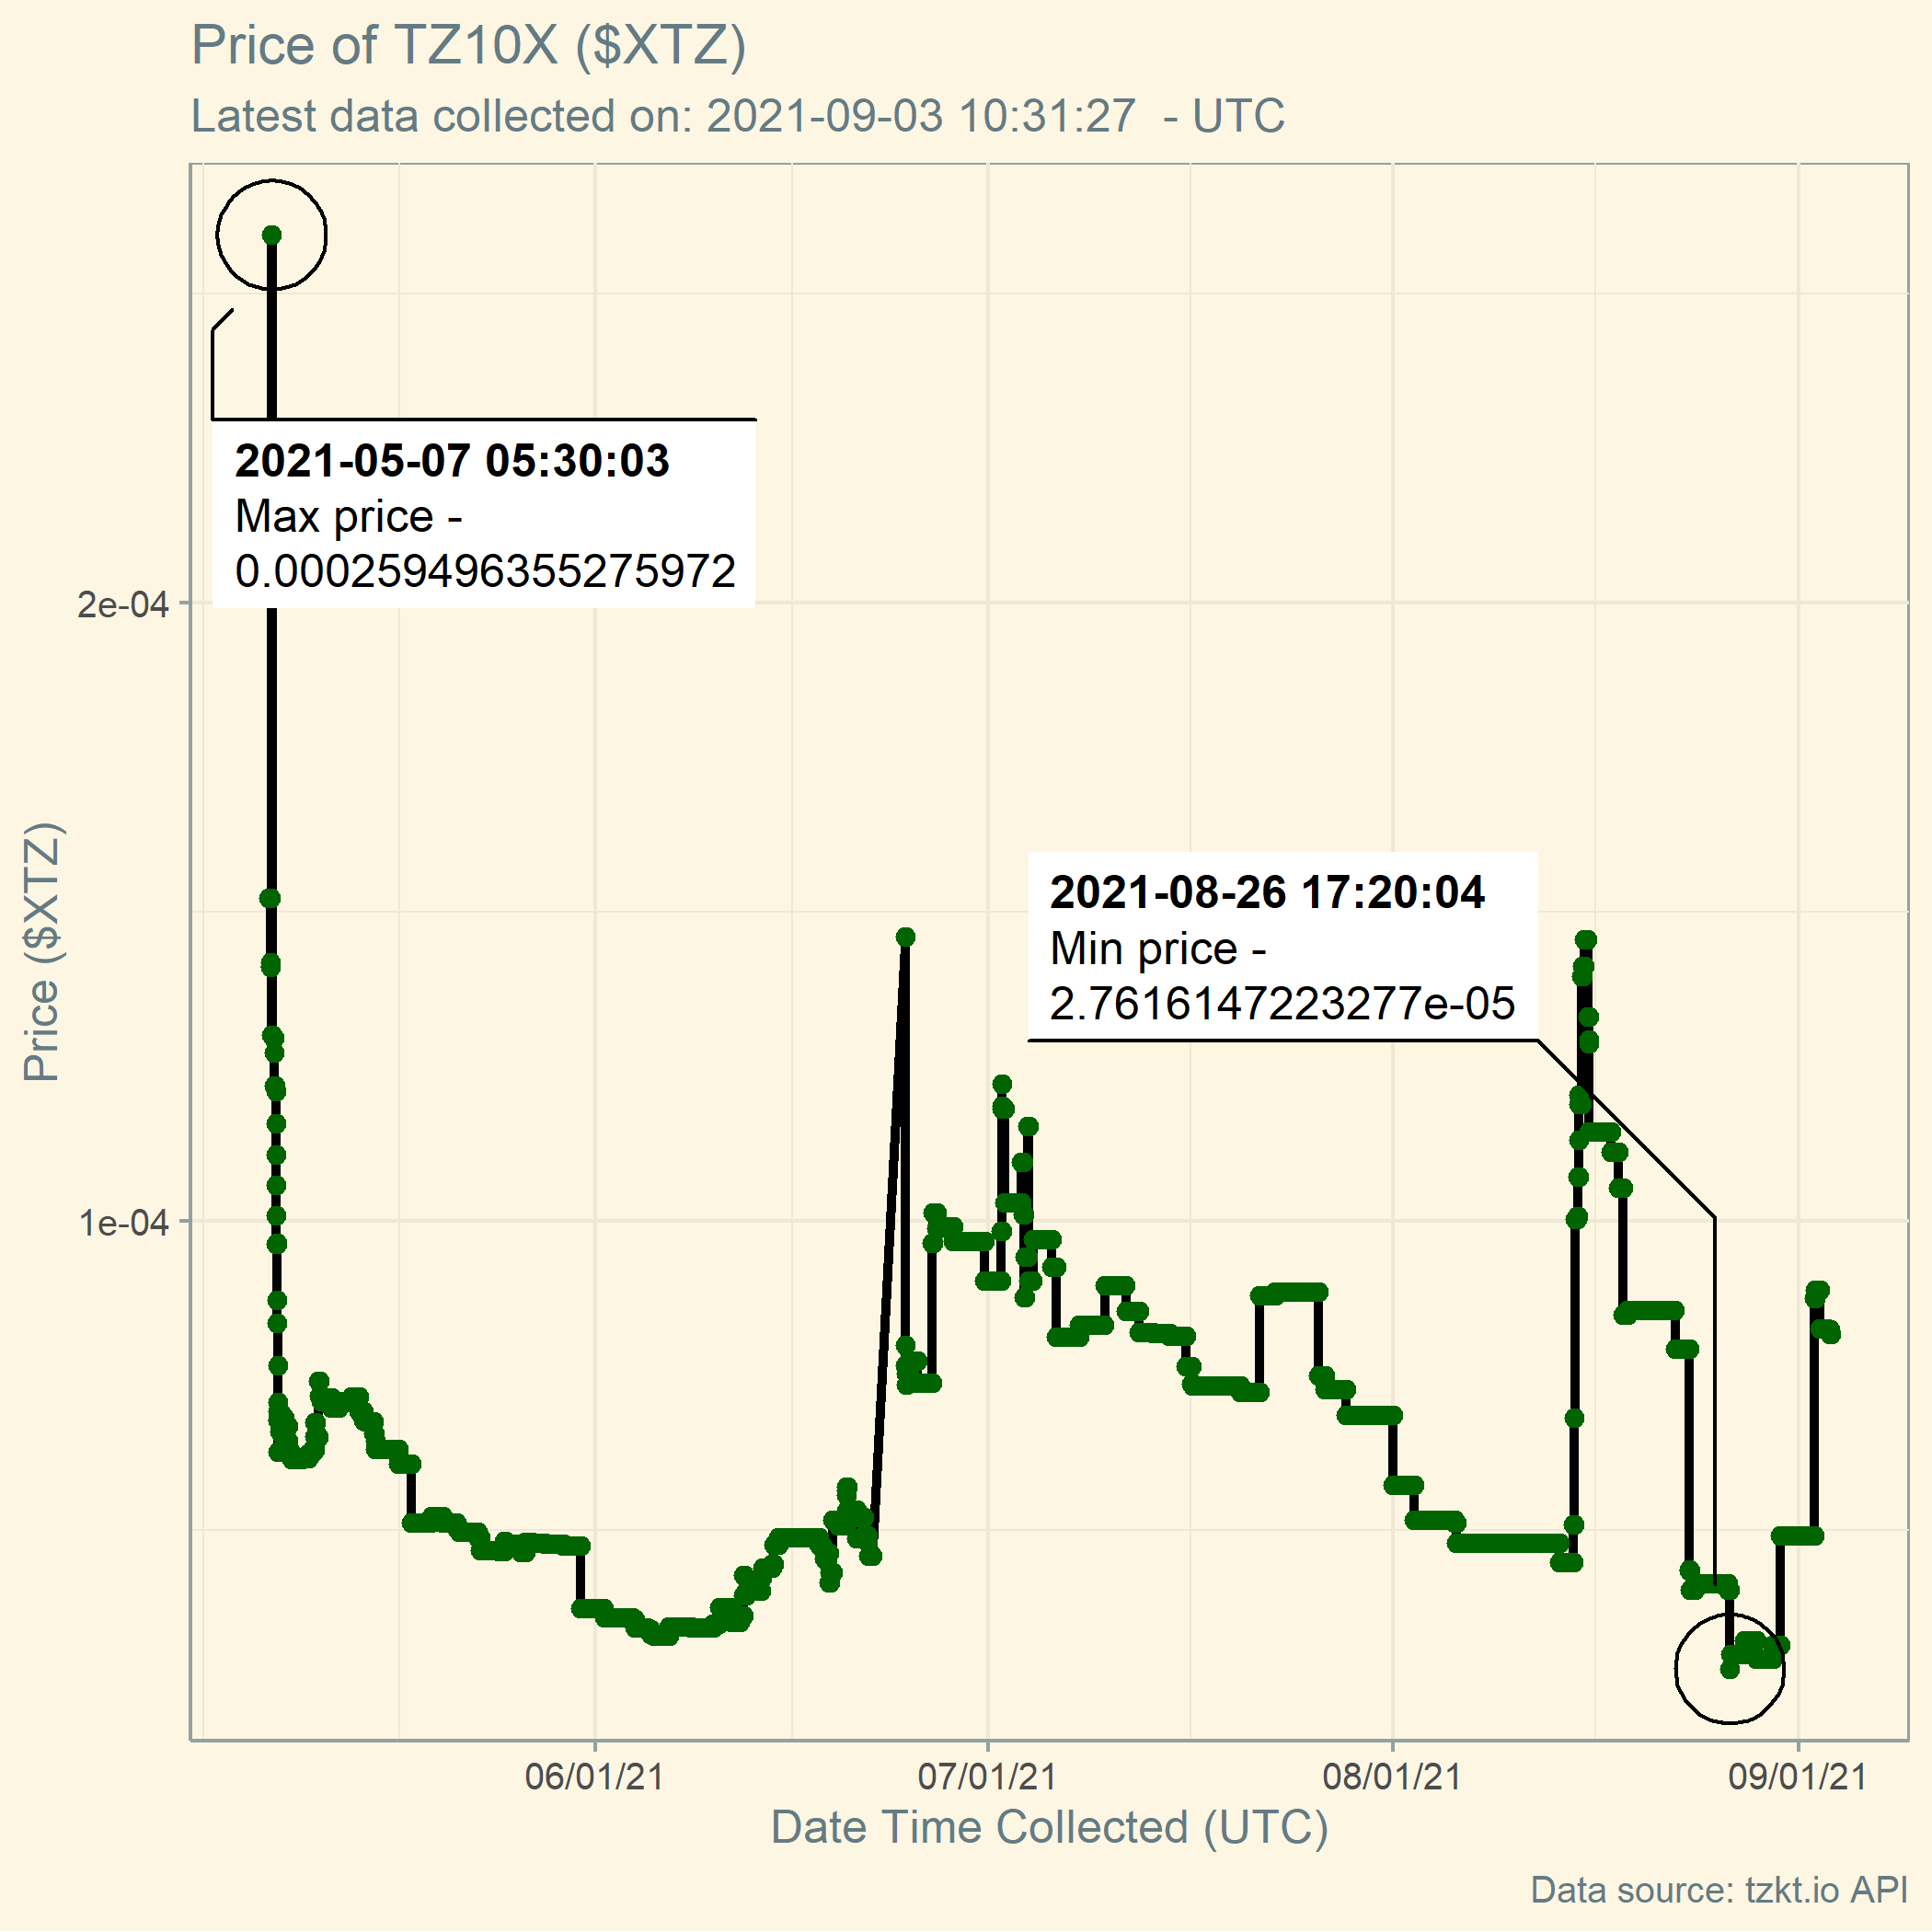 Price of TZ10X ($XTZ)
Latest data collected on: 2021-09-03 10:31:27  - UTC
2021-05-07 05:30:03
Max price -
0.000259496355275972
2e-04
2021-08-26 17:20:04
Min price -
2.76161472232​77e-05
1e-04
Price ($XTZ)
06/01/21
07/01/21
08/01/21
09/01/21
Date Time Collected (UTC)
Data source: tzkt.io API